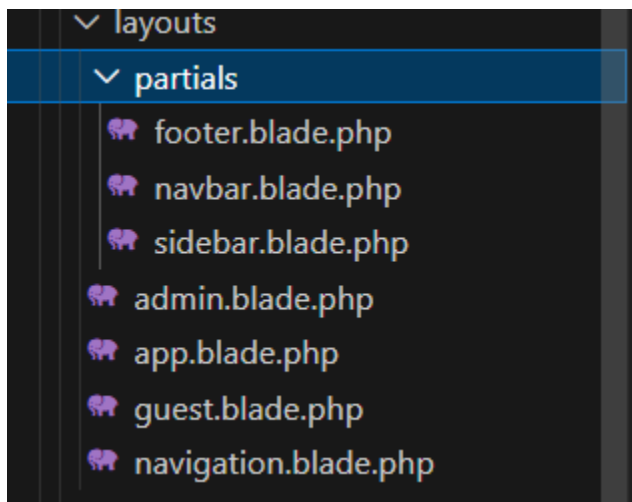 layouts
partials
footer.blade.php
navbar.blade.php
sidebar.blade.php
admin.blade.php
app.blade.php
guest.blade.php
navigation.blade.php